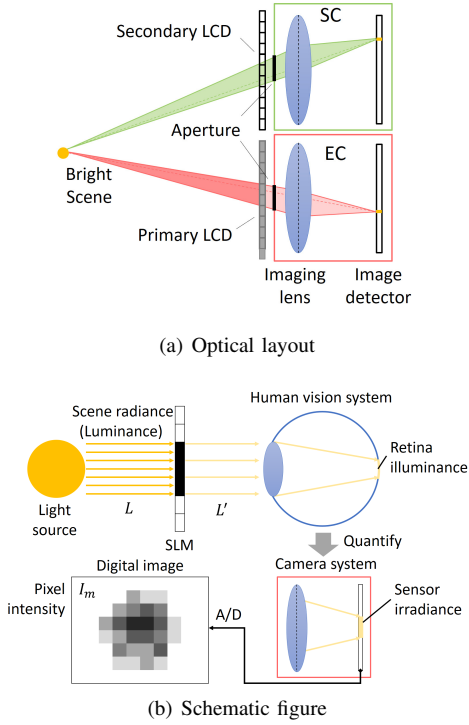 Secondary LCD
SC
Aperture
EC
Bright
Scene
Primary LCD
Imaging
lens
Image
detector
(a) Optical layout
Scene radiance
(Luminance)
Human vision system
Retina
illuminance
Light
source
L
L'
SLM
Quantify
Digital image
Camera system
Pixel
intensity
Im
A/D
Sensor
irradiance
(b) Schematic figure